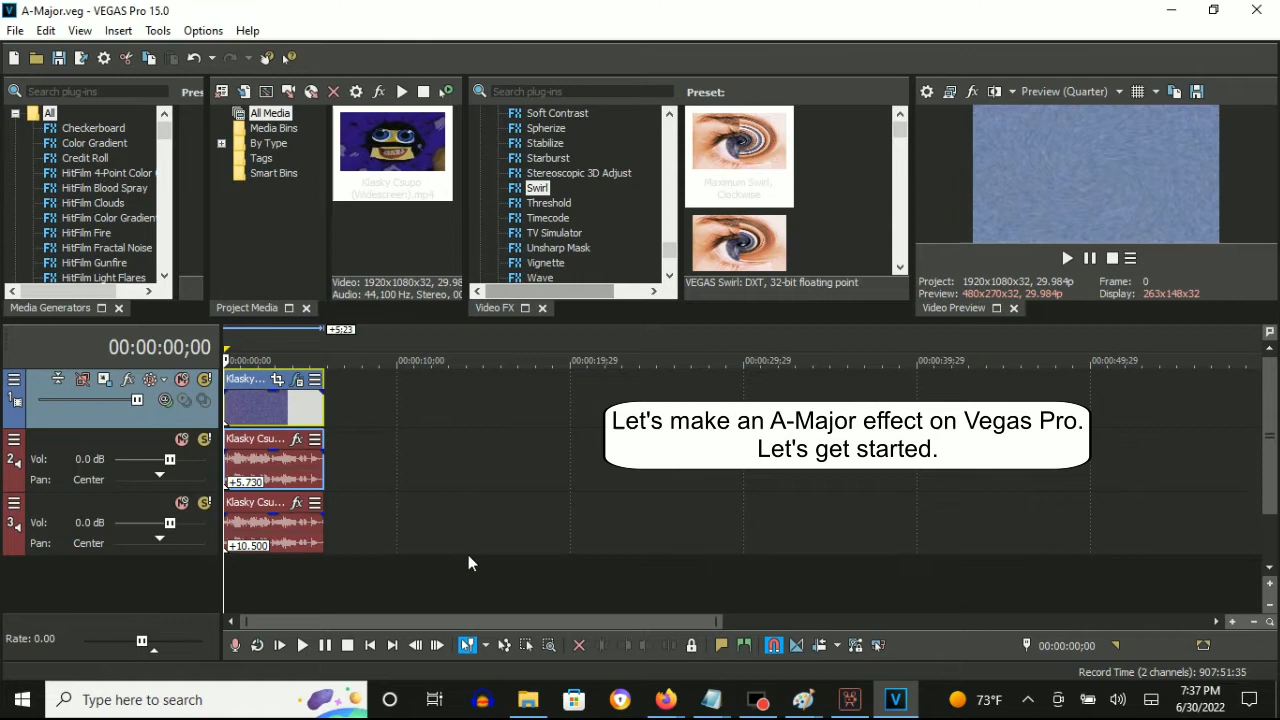 A-Major.veg - VEGAS Pro 15.0
File Edit View Insert Tools Options Help
Search plug-ins
Pres
All
Checkerboard
Color Gradient
Credit Roll
HitFilm 4-Point Color
HitFilm Blood Spray
HitFilm Clouds
HitFilm Color Gradien
HitFilm Fire
HitFilm Fractal Noise
HitFilm Gunfire
HitFilm Light Flares
Media Generators
All Media
Media Bins
By Type
Tags
Smart Bins
Klasky Csupo
(Widescreen).mp4
Video: 1920x1080x32, 29.98
Audio: 44,100 Hz, Stereo, 00
Project Media
Search plug-ins
Soft Contrast
Spherize
Stabilize
Starburst
Stereoscopic 3D Adjust
Swirl
Threshold
Timecode
TV Simulator
Unsharp Mask
Vignette
Wave
Video FX
Preset:
Maximum Swirl,
Clockwise
VEGAS Swirl: DXT, 32-bit floating point
Preview (Quarter)
Project: 1920x1080x32, 29.984p
Preview: 480x270x32, 29.984p
Frame: 0
Display: 263x148x32
Video Preview
+5;23
00:00:00;00
00:00:00;00 00:00:10;00 00:00:19;29 00:00:29;29 00:00:39;29 00:00:49;29
1
Klasky...
2
Vol: 0.0 dB
Pan: Center
Klasky Csu...
+5.730
3
Vol: 0.0 dB
Pan: Center
Klasky Csu...
+10.500
Let's make an A-Major effect on Vegas Pro.
Let's get started.
Rate: 0.00
00:00:00;00
Record Time (2 channels): 907:51:35
Type here to search
73°F
7:37 PM
6/30/2022